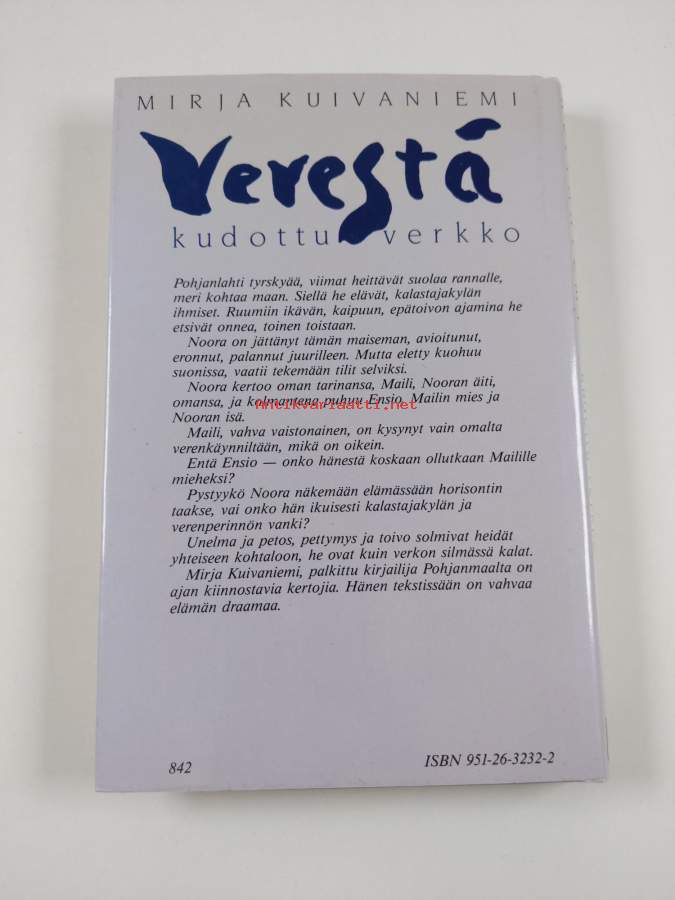 MIRJA KUIVANIEMI
Verestä
kudottu verkko
Pohjanlahti tyrskyää, viimat heittävät suolaa rannalle,
meri kohtaa maan. Siellä he elävät, kalastajakylän
ihmiset. Ruumiin ikävän, kaipuun, epätoivon ajamina he
etsivät onnea, toinen toistaan.
Noora on jättänyt tämän maiseman, avioitunut,
eronnut, palannut juurilleen. Mutta eletty kuohuu
suonissa, vaatii tekemään tilit selviksi.
Noora kertoo oman tarinansa, Maili, Nooran äiti,
omansa, ja kolmantena puhuu Ensio, Mailin mies ja
Antikvariaatti.net
Nooran isä.
Maili, vahva vaistonainen, on kysynyt vain omalta
verenkäynniltään, mikä on oikein.
Entä Ensio — onko hänestä koskaan ollutkaan Mailille
mieheksi?
Pystyykö Noora näkemään elämässään horisontin
taakse, vai onko hän ikuisesti kalastajakylän ja
verenperinnön vanki?
Unelma ja petos, pettymys ja toivo solmivat heidät
yhteiseen kohtaloon, he ovat kuin verkon silmässä kalat.
Mirja Kuivaniemi, palkittu kirjailija Pohjanmaalta on
ajan kiinnostavia kertojia. Hänen tekstissään on vahvaa
elämän draamaa.
842
ISBN 951-26-3232-2